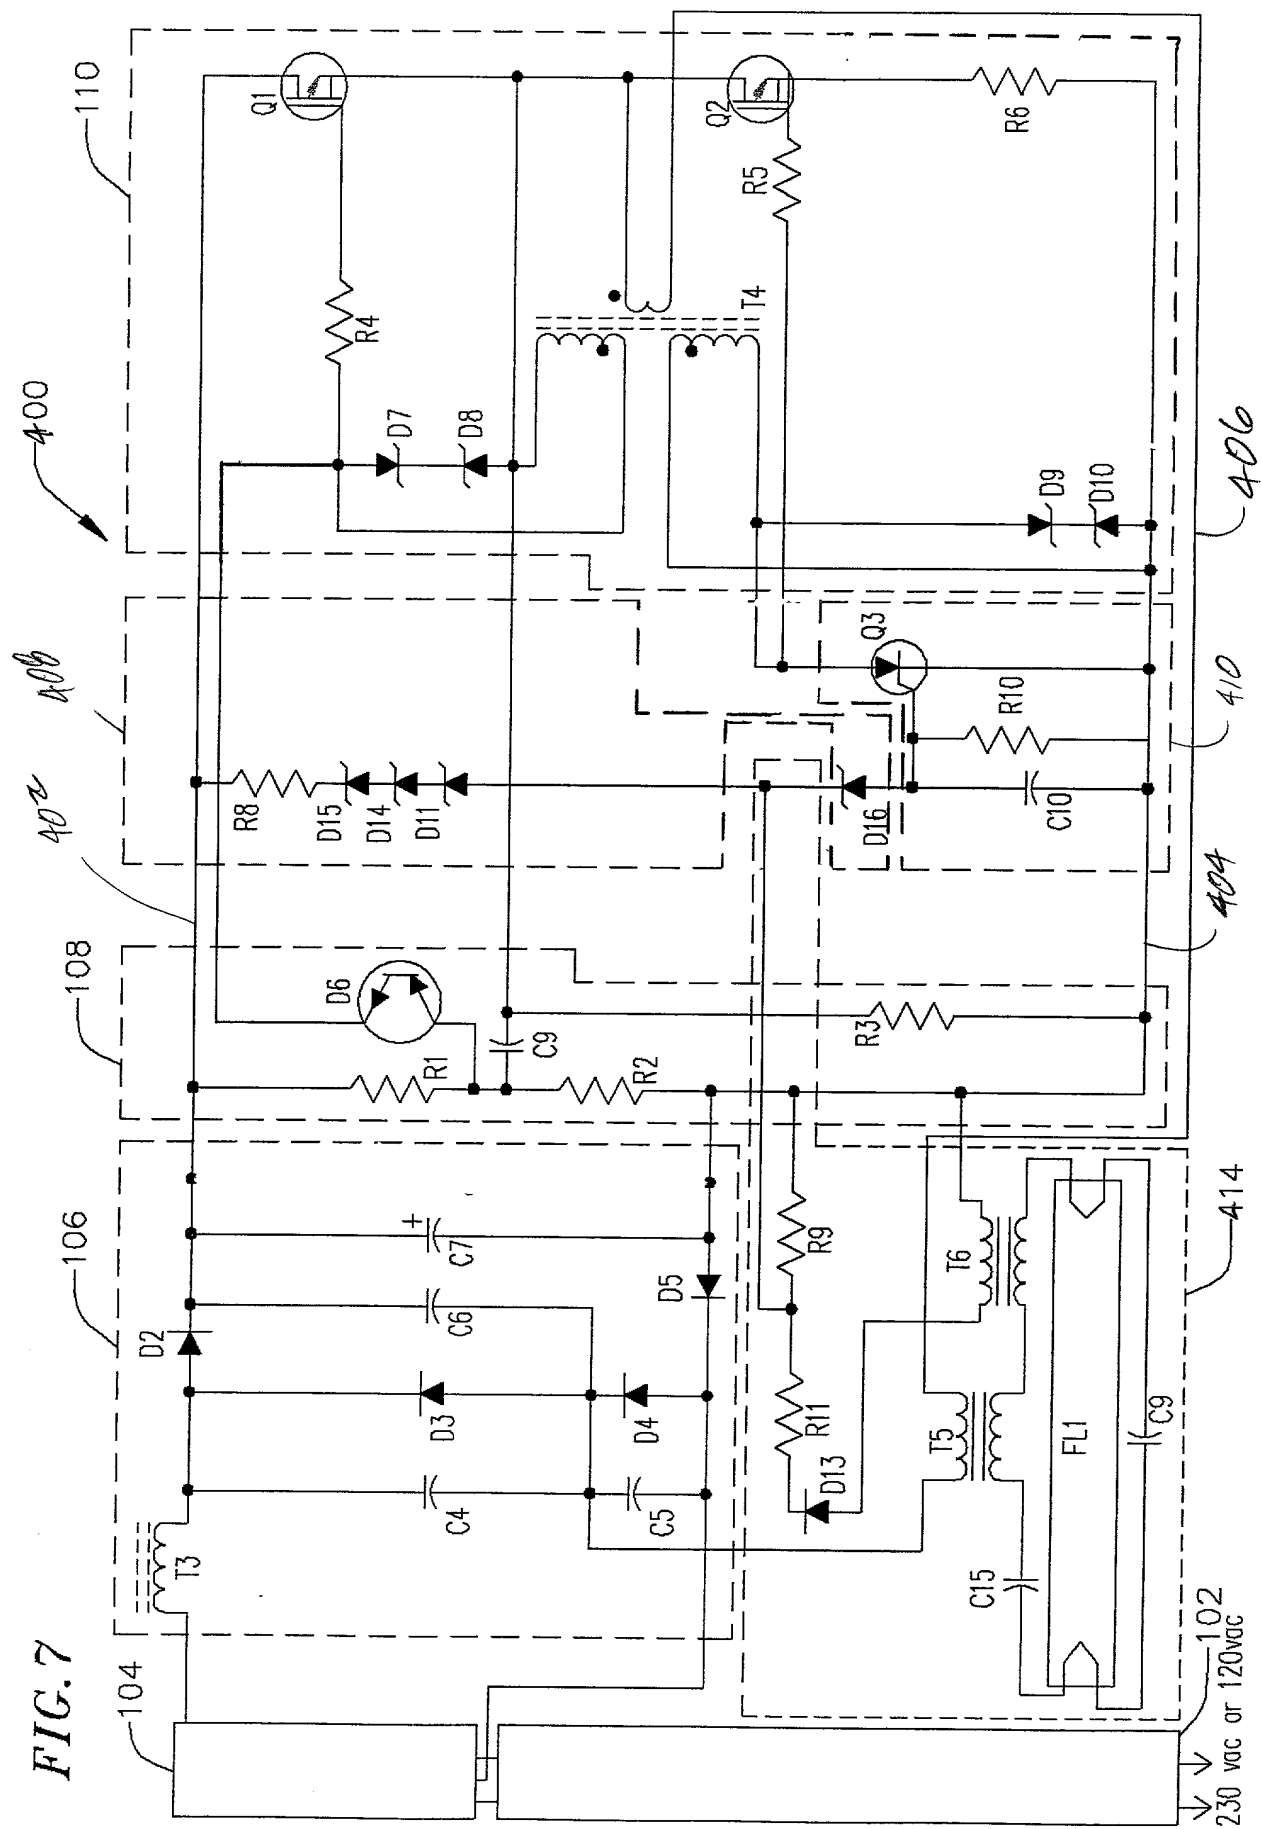 FIG.7
400
110
402
408
108
106
104
Q1
R4
D7
D8
Q2
R5
T4
R6
D9
D10
406
Q3
R10
410
R8
D15
D14
D11
D16
C10
404
D6
R1
C9
R2
R3
D2
C7
+
C6
D5
D3
D4
C4
C5
T3
R9
R11
D13
T6
T5
FL1
C9
C15
414
102
230 vac or 120vac